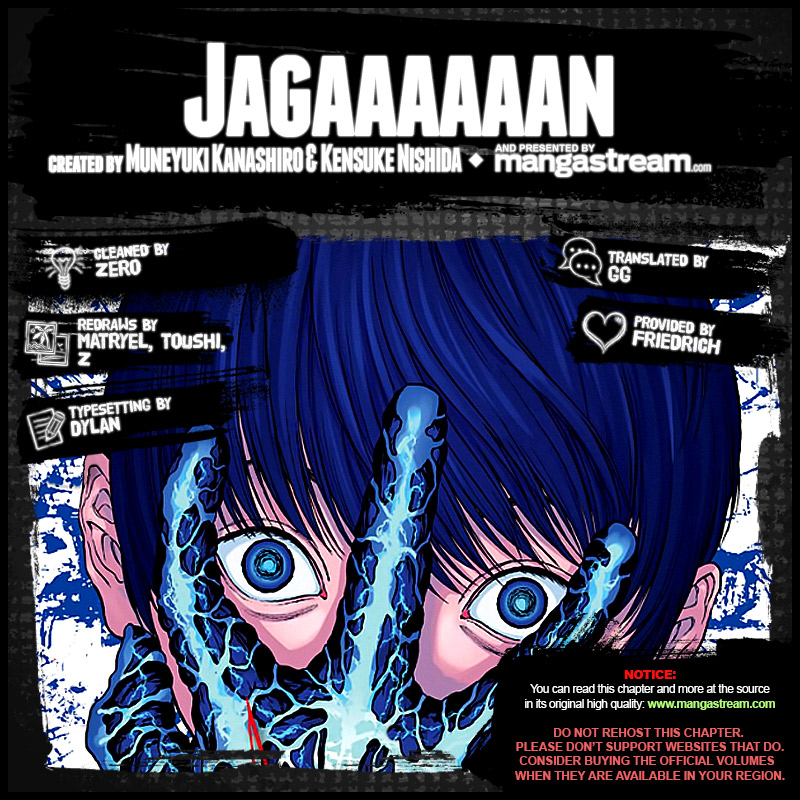 JAGAAAAAAN
CREATED BY MUNEYUKI KANASHIRO & KENSUKE NISHIDA ◆ AND PRESENTED BY mangastream.com
CLEANED BY
ZERO
REDRAWS BY
MATRYEL, TOUSHI,
Z
TYPESETTING BY
DYLAN
TRANSLATED BY
GG
PROVIDED BY
FRIEDRICH
NOTICE:
You can read this chapter and more at the source
in its original high quality: www.mangastream.com
DO NOT REHOST THIS CHAPTER.
PLEASE DON'T SUPPORT WEBSITES THAT DO.
CONSIDER BUYING THE OFFICIAL VOLUMES
WHEN THEY ARE AVAILABLE IN YOUR REGION.